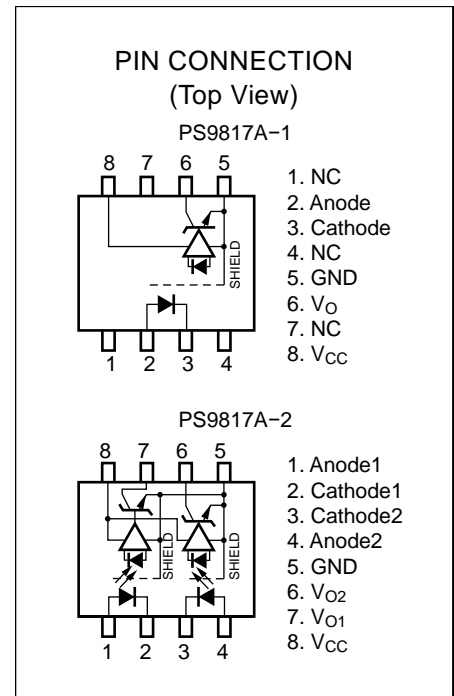 PIN CONNECTION
(Top View)
PS9817A−1
8 7 6 5
SHIELD
1 2 3 4
1. NC
2. Anode
3. Cathode
4. NC
5. GND
6. VO
7. NC
8. VCC
PS9817A−2
8 7 6 5
SHIELD SHIELD
1 2 3 4
1. Anode1
2. Cathode1
3. Cathode2
4. Anode2
5. GND
6. VO2
7. VO1
8. VCC